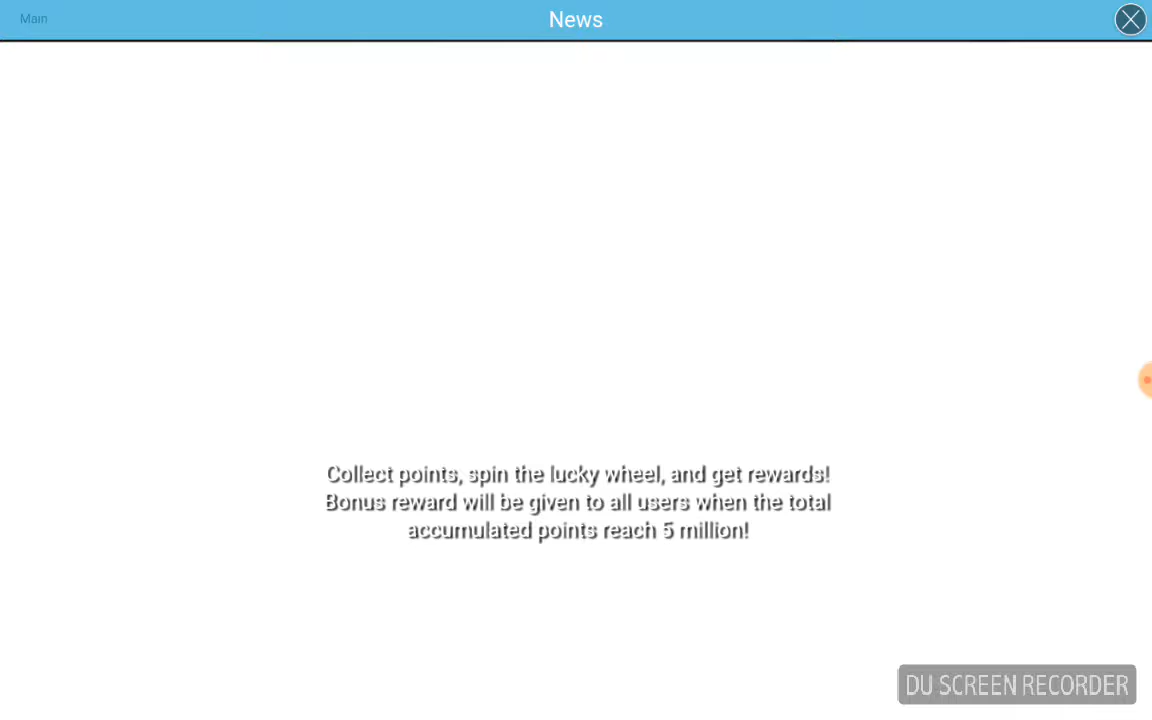 Main
News
Collect points, spin the lucky wheel, and get rewards!
Bonus reward will be given to all users when the total
accumulated points reach 5 million!
DU SCREEN RECORDER